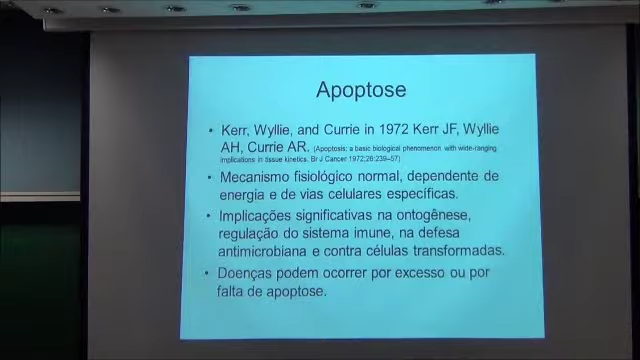 Apoptose
• Kerr, Wyllie, and Currie in 1972 Kerr JF, Wyllie
AH, Currie AR. (Apoptosis: a basic biological phenomenon with wide-ranging
implications in tissue kinetics. Br J Cancer 1972;26:239–57)
• Mecanismo fisiológico normal, dependente de
energia e de vias celulares específicas.
• Implicações significativas na ontogênese,
regulação do sistema imune, na defesa
antimicrobiana e contra células transformadas.
• Doenças podem ocorrer por excesso ou por
falta de apoptose.